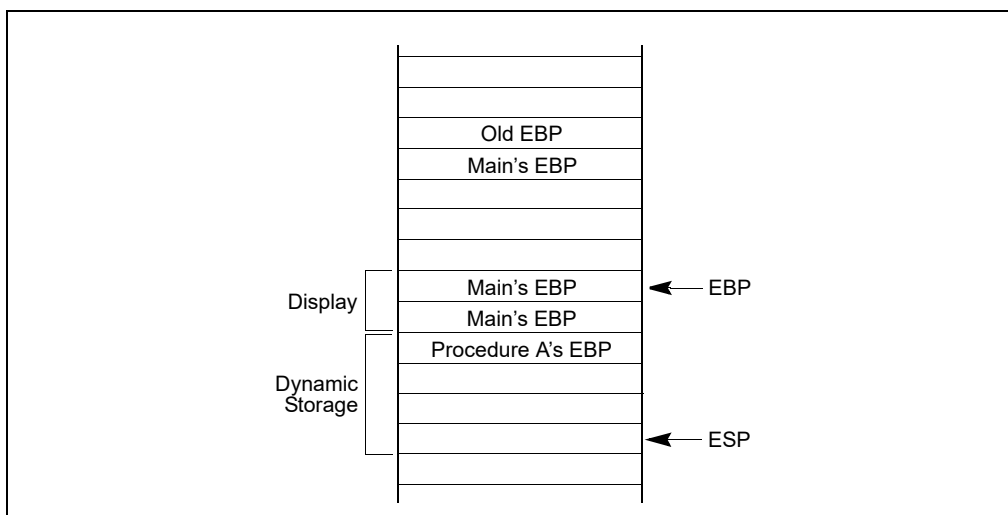 Old EBP
Main’s EBP
Main’s EBP
EBP
Display
Main’s EBP
Procedure A’s EBP
Dynamic
Storage
ESP